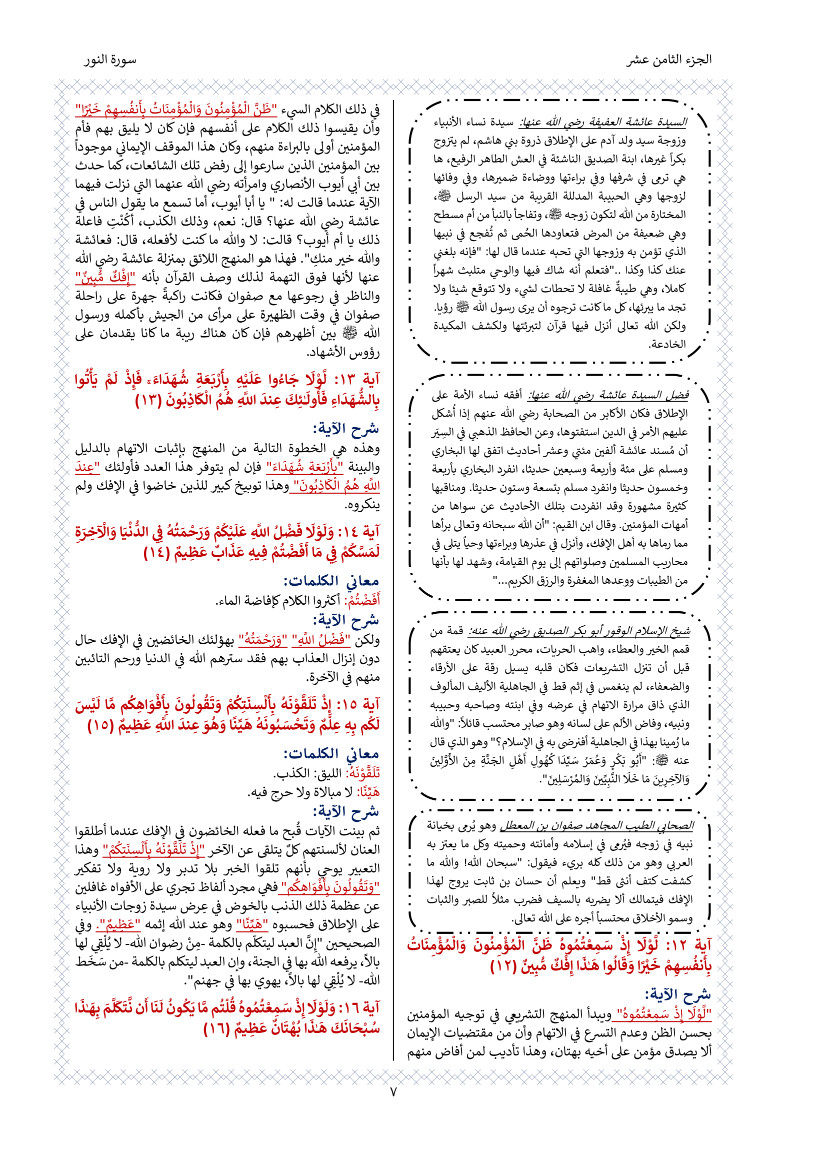 الجزء الثامن عشر
سورة النور
السيدة عائشة العفيفة رضي الله عنها: سيدة نساء الأنبياء
وزوجة سيد ولد آدم على الإطلاق ذروة بني هاشم، لم يتزوج
بكراً غيرها، ابنة الصديق الناشئة في العش الطاهر الرفيع، ها
هي ترمى في شرفها وفي براءتها ووضاءة ضميرها، وفي وفائها
لزوجها وهي الحبيبة المدللة القريبة من سيد الرسل ﷺ،
المختارة من الله لتكون زوجه ﷺ، وتفاجأ بالنبأ من أم مسطح
وهي ضعيفة من المرض فتعاودها الحُمى ثم تُفجع في نبيها
الذي تؤمن به وزوجها التي تحبه عندما قال لها: "فإنه بلغني
عنك كذا وكذا .."فتعلم أنه شاك فيها والوحي متلبث شهراً
كاملا، وهي طيبةٌ غافلة لا تحطات لشيء ولا تتوقع شيئا ولا
تجد ما يبرئها، كل ما كانت ترجوه أن يرى رسول الله ﷺ رؤيا.
ولكن الله تعالى أنزل فيها قرآن لتبرئتها ولكشف المكيدة
الخادعة.
فضل السيدة عائشة رضي الله عنها: أفقه نساء الأمة على
الإطلاق فكان الأكابر من الصحابة رضي الله عنهم إذا أُشكل
عليهم الأمر في الدين استفتوها، وعن الحافظ الذهبي في السِيَر
أن مُسند عائشة ألفين مئتي وعشر أحاديث اتفق لها البخاري
ومسلم على مئة وأربعة وسبعين حديثا، انفرد البخاري بأربعة
وخمسون حديثا وانفرد مسلم بتسعة وستون حديثا. ومناقبها
كثيرة مشهورة وقد انفردت بتلك الأحاديث عن سواها من
أمهات المؤمنين. وقال ابن القيم: "أن الله سبحانه وتعالى برأها
مما رماها به أهل الإفك، وأنزل في عذرها وبراءتها وحياً يتلى في
محاريب المسلمين وصلواتهم إلى يوم القيامة، وشهد لها بأنها
من الطيبات ووعدها المغفرة والرزق الكريم..."
شيخ الإسلام الوقور أبو بكر الصديق رضي الله عنه: قمة من
قمم الخير والعطاء، واهب الحريات، محرر العبيد كان يعتقهم
قبل أن تنزل التشريعات فكان قلبه يسيل رقة على الأرقاء
والضعفاء، لم ينغمس في إثم قط في الجاهلية الأليف المألوف
الذي ذاق مرارة الاتهام في عرضه وفي ابنته وصاحبه وحبيبه
ونبيه، وفاض الألم على لسانه وهو صابر محتسب قائلاً: "والله
ما رُمينا بهذا في الجاهلية أفنرضى به في الإسلام؟" وهو الذي قال
عنه ﷺ: "أَبُو بَكْرٍ وَعُمَرُ سَيِّدَا كُهُولِ أَهْلِ الجَنَّةِ مِنَ الأَوَّلِينَ
وَالآخِرِينَ مَا خَلَا النَّبِيِّينَ وَالمُرْسَلِينَ".
الصحابي الطيب المجاهد صفوان بن المعطل وهو يُرمى بخيانة
نبيه في زوجه فيُرمى في إسلامه وأمانته وحميته وكل ما يعتز به
العربي وهو من ذلك كله بريء فيقول: "سبحان الله! والله ما
كشفت كتف أنثى قط" ويعلم أن حسان بن ثابت يروج لهذا
الإفك فيتمالك ألا يضربه بالسيف فضرب مثلاً للصبر والثبات
وسمو الأخلاق محتسباً أجره على الله تعالى.
آية ١٢: لَّوْلَا إِذْ سَمِعْتُمُوهُ ظَنَّ الْمُؤْمِنُونَ وَالْمُؤْمِنَاتُ
بِأَنفُسِهِمْ خَيْرًا وَقَالُوا هَـٰذَا إِفْكٌ مُّبِينٌ (١٢)
شرح الآية:
"لَّوْلَا إِذْ سَمِعْتُمُوهُ" ويبدأ المنهج التشريعي في توجيه المؤمنين
بحسن الظن وعدم التسرع في الاتهام وأن من مقتضيات الإيمان
ألا يصدق مؤمن على أخيه بهتان، وهذا تأديب لمن أفاض منهم
في ذلك الكلام السيء "ظَنَّ الْمُؤْمِنُونَ وَالْمُؤْمِنَاتُ بِأَنفُسِهِمْ خَيْرًا"
وأن يقيسوا ذلك الكلام على أنفسهم فإن كان لا يليق بهم فأم
المؤمنين أولى بالبراءة منهم، وكان هذا الموقف الإيماني موجوداً
بين المؤمنين الذين سارعوا إلى رفض تلك الشائعات، كما حدث
بين أبي أيوب الأنصاري وامرأته رضي الله عنهما التي نزلت فيهما
الآية عندما قالت له: " يا أبا أيوب، أما تسمع ما يقول الناس في
عائشة رضي الله عنها؟ قال: نعم، وذلك الكذب، أكُنْتِ فاعلة
ذلك يا أم أيوب؟ قالت: لا والله ما كنت لأفعله، قال: فعائشة
والله خير منكِ". فهذا هو المنهج اللائق بمنزلة عائشة رضي الله
عنها لأنها فوق التهمة لذلك وصف القرآن بأنه "إِفْكٌ مُّبِينٌ"
والناظر في رجوعها مع صفوان فكانت راكبةً جهرة على راحلة
صفوان في وقت الظهيرة على مرأى من الجيش بأكمله ورسول
الله ﷺ بين أظهرهم فإن كان هناك ريبة ما كانا يقدمان على
رؤوس الأشهاد.
آية ١٣: لَّوْلَا جَاءُوا عَلَيْهِ بِأَرْبَعَةِ شُهَدَاءَ ۚ فَإِذْ لَمْ يَأْتُوا
بِالشُّهَدَاءِ فَأُولَـٰئِكَ عِندَ اللَّهِ هُمُ الْكَاذِبُونَ (١٣)
شرح الآية:
وهذه هي الخطوة التالية من المنهج بإثبات الاتهام بالدليل
والبينة "بِأَرْبَعَةِ شُهَدَاءَ" فإن لم يتوفر هذا العدد فأولئك "عِندَ
اللَّهِ هُمُ الْكَاذِبُونَ" وهذا توبيخ كبير للذين خاضوا في الإفك ولم
ينكروه.
آية ١٤: وَلَوْلَا فَضْلُ اللَّهِ عَلَيْكُمْ وَرَحْمَتُهُ فِي الدُّنْيَا وَالْآخِرَةِ
لَمَسَّكُمْ فِي مَا أَفَضْتُمْ فِيهِ عَذَابٌ عَظِيمٌ (١٤)
معاني الكلمات:
أَفَضْتُمْ: أكثروا الكلام كإفاضة الماء.
شرح الآية:
ولكن "فَضْلُ اللَّهِ" "وَرَحْمَتُهُ" بهؤلئك الخائضين في الإفك حال
دون إنزال العذاب بهم فقد سترهم الله في الدنيا ورحم التائبين
منهم في الآخرة.
آية ١٥: إِذْ تَلَقَّوْنَهُ بِأَلْسِنَتِكُمْ وَتَقُولُونَ بِأَفْوَاهِكُم مَّا لَيْسَ
لَكُم بِهِ عِلْمٌ وَتَحْسَبُونَهُ هَيِّنًا وَهُوَ عِندَ اللَّهِ عَظِيمٌ (١٥)
معاني الكلمات:
تَلَقَّوْنَهُ: الليق: الكذب.
هَيِّنًا: لا مبالاة ولا حرج فيه.
شرح الآية:
ثم بينت الآيات قُبح ما فعله الخائضون في الإفك عندما أطلقوا
العنان لألسنتهم كلٌ يتلقى عن الآخر "إِذْ تَلَقَّوْنَهُ بِأَلْسِنَتِكُمْ" وهذا
التعبير يوحي بأنهم تلقوا الخبر بلا تدبر ولا روية ولا تفكير
"وَتَقُولُونَ بِأَفْوَاهِكُم" فهي مجرد ألفاظ تجري على الأفواه غافلين
عن عظمة ذلك الذنب بالخوض في عِرض سيدة زوجات الأنبياء
على الإطلاق فحسبوه "هَيِّنًا" وهو عند الله إثمه "عَظِيمٌ". وفي
الصحيحين "إنَّ العبد ليتكلَّم بالكلمة -مِنْ رضوان الله- لا يُلْقِي لها
بالاً، يرفعه الله بها في الجنة، وإن العبد ليتكلم بالكلمة -من سَخَط
الله- لا يُلْقِي لها بالاً، يهوي بها في جهنم".
آية ١٦: وَلَوْلَا إِذْ سَمِعْتُمُوهُ قُلْتُم مَّا يَكُونُ لَنَا أَن نَّتَكَلَّمَ بِهَـٰذَا
سُبْحَانَكَ هَـٰذَا بُهْتَانٌ عَظِيمٌ (١٦)
٧